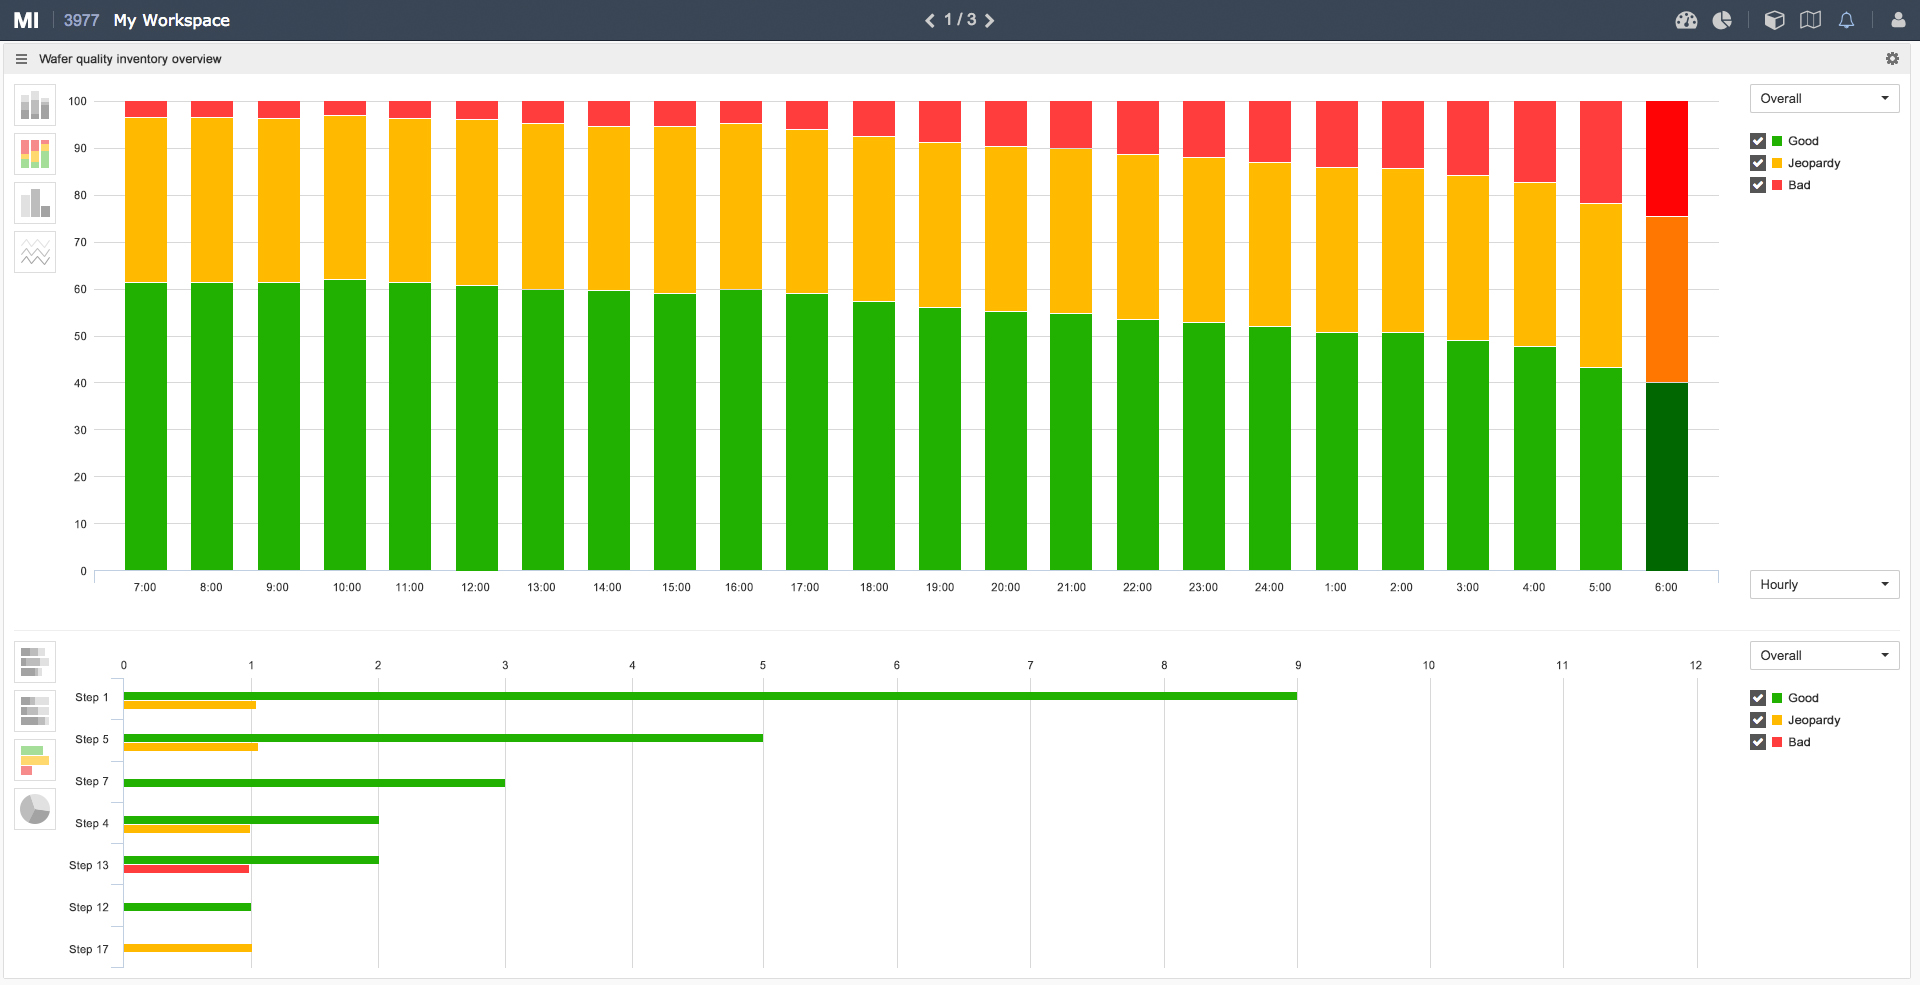 MI 3977 My Workspace 1 / 3
Wafer quality inventory overview
100
90
80
70
60
50
40
30
20
10
0
7:00 8:00 9:00 10:00 11:00 12:00 13:00 14:00 15:00 16:00 17:00 18:00 19:00 20:00 21:00 22:00 23:00 24:00 1:00 2:00 3:00 4:00 5:00 6:00
Overall
Good
Jeopardy
Bad
Hourly
0 1 2 3 4 5 6 7 8 9 10 11 12
Step 1
Step 5
Step 7
Step 4
Step 13
Step 12
Step 17
Overall
Good
Jeopardy
Bad